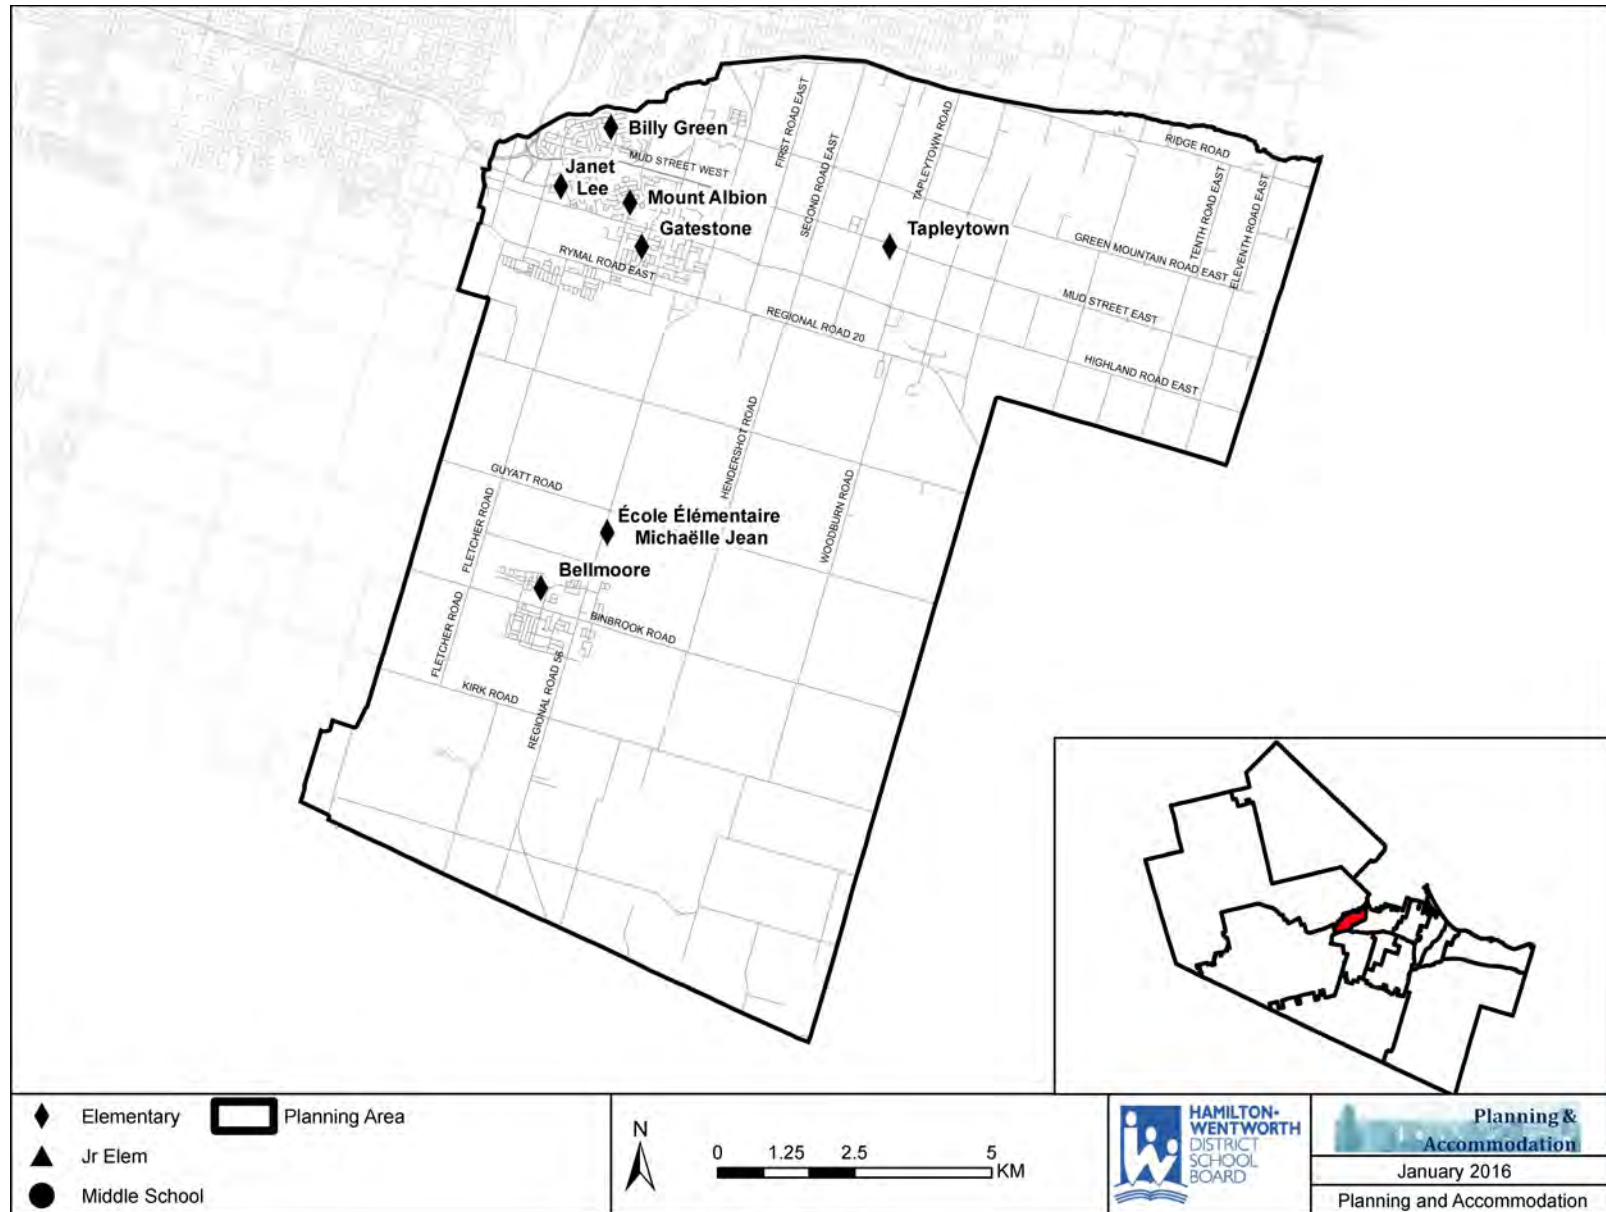 Billy Green
MUD STREET WEST
Janet
Lee
Mount Albion
Gatestone
RYMAL ROAD EAST
FIRST ROAD EAST
SECOND ROAD EAST
TAPLEYTOWN ROAD
RIDGE ROAD
TENTH ROAD EAST
ELEVENTH ROAD EAST
Tapleytown
GREEN MOUNTAIN ROAD EAST
MUD STREET EAST
REGIONAL ROAD 20
HIGHLAND ROAD EAST
HENDERSHOT ROAD
GUYATT ROAD
FLETCHER ROAD
WOODBURN ROAD
École Élémentaire
Michaëlle Jean
Bellmoore
BINBROOK ROAD
FLETCHER ROAD
KIRK ROAD
REGIONAL ROAD 56
Elementary
Planning Area
Jr Elem
Middle School
N
0 1.25 2.5 5
KM
HAMILTON-
WENTWORTH
DISTRICT
SCHOOL
BOARD
Planning &
Accommodation
January 2016
Planning and Accommodation